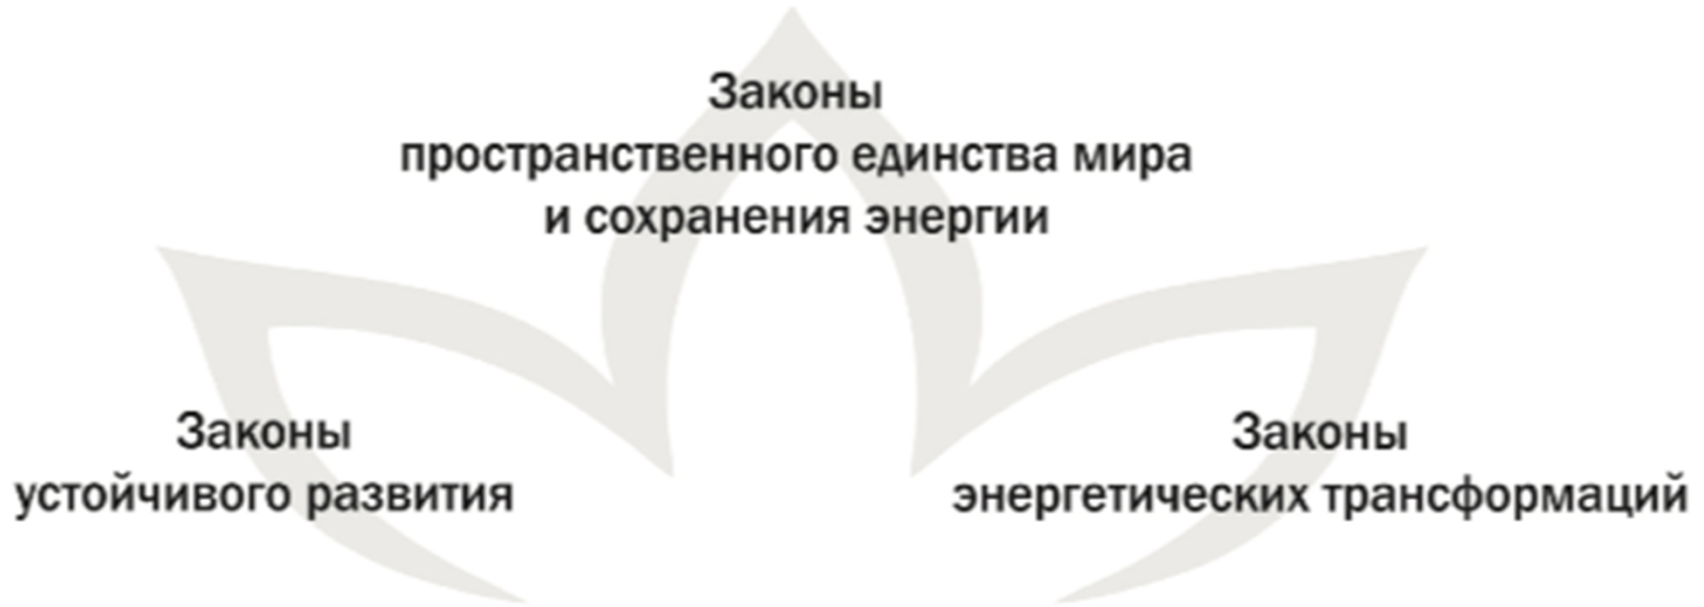 Законы
пространственного единства мира
и сохранения энергии
Законы
устойчивого развития
Законы
энергетических трансформаций